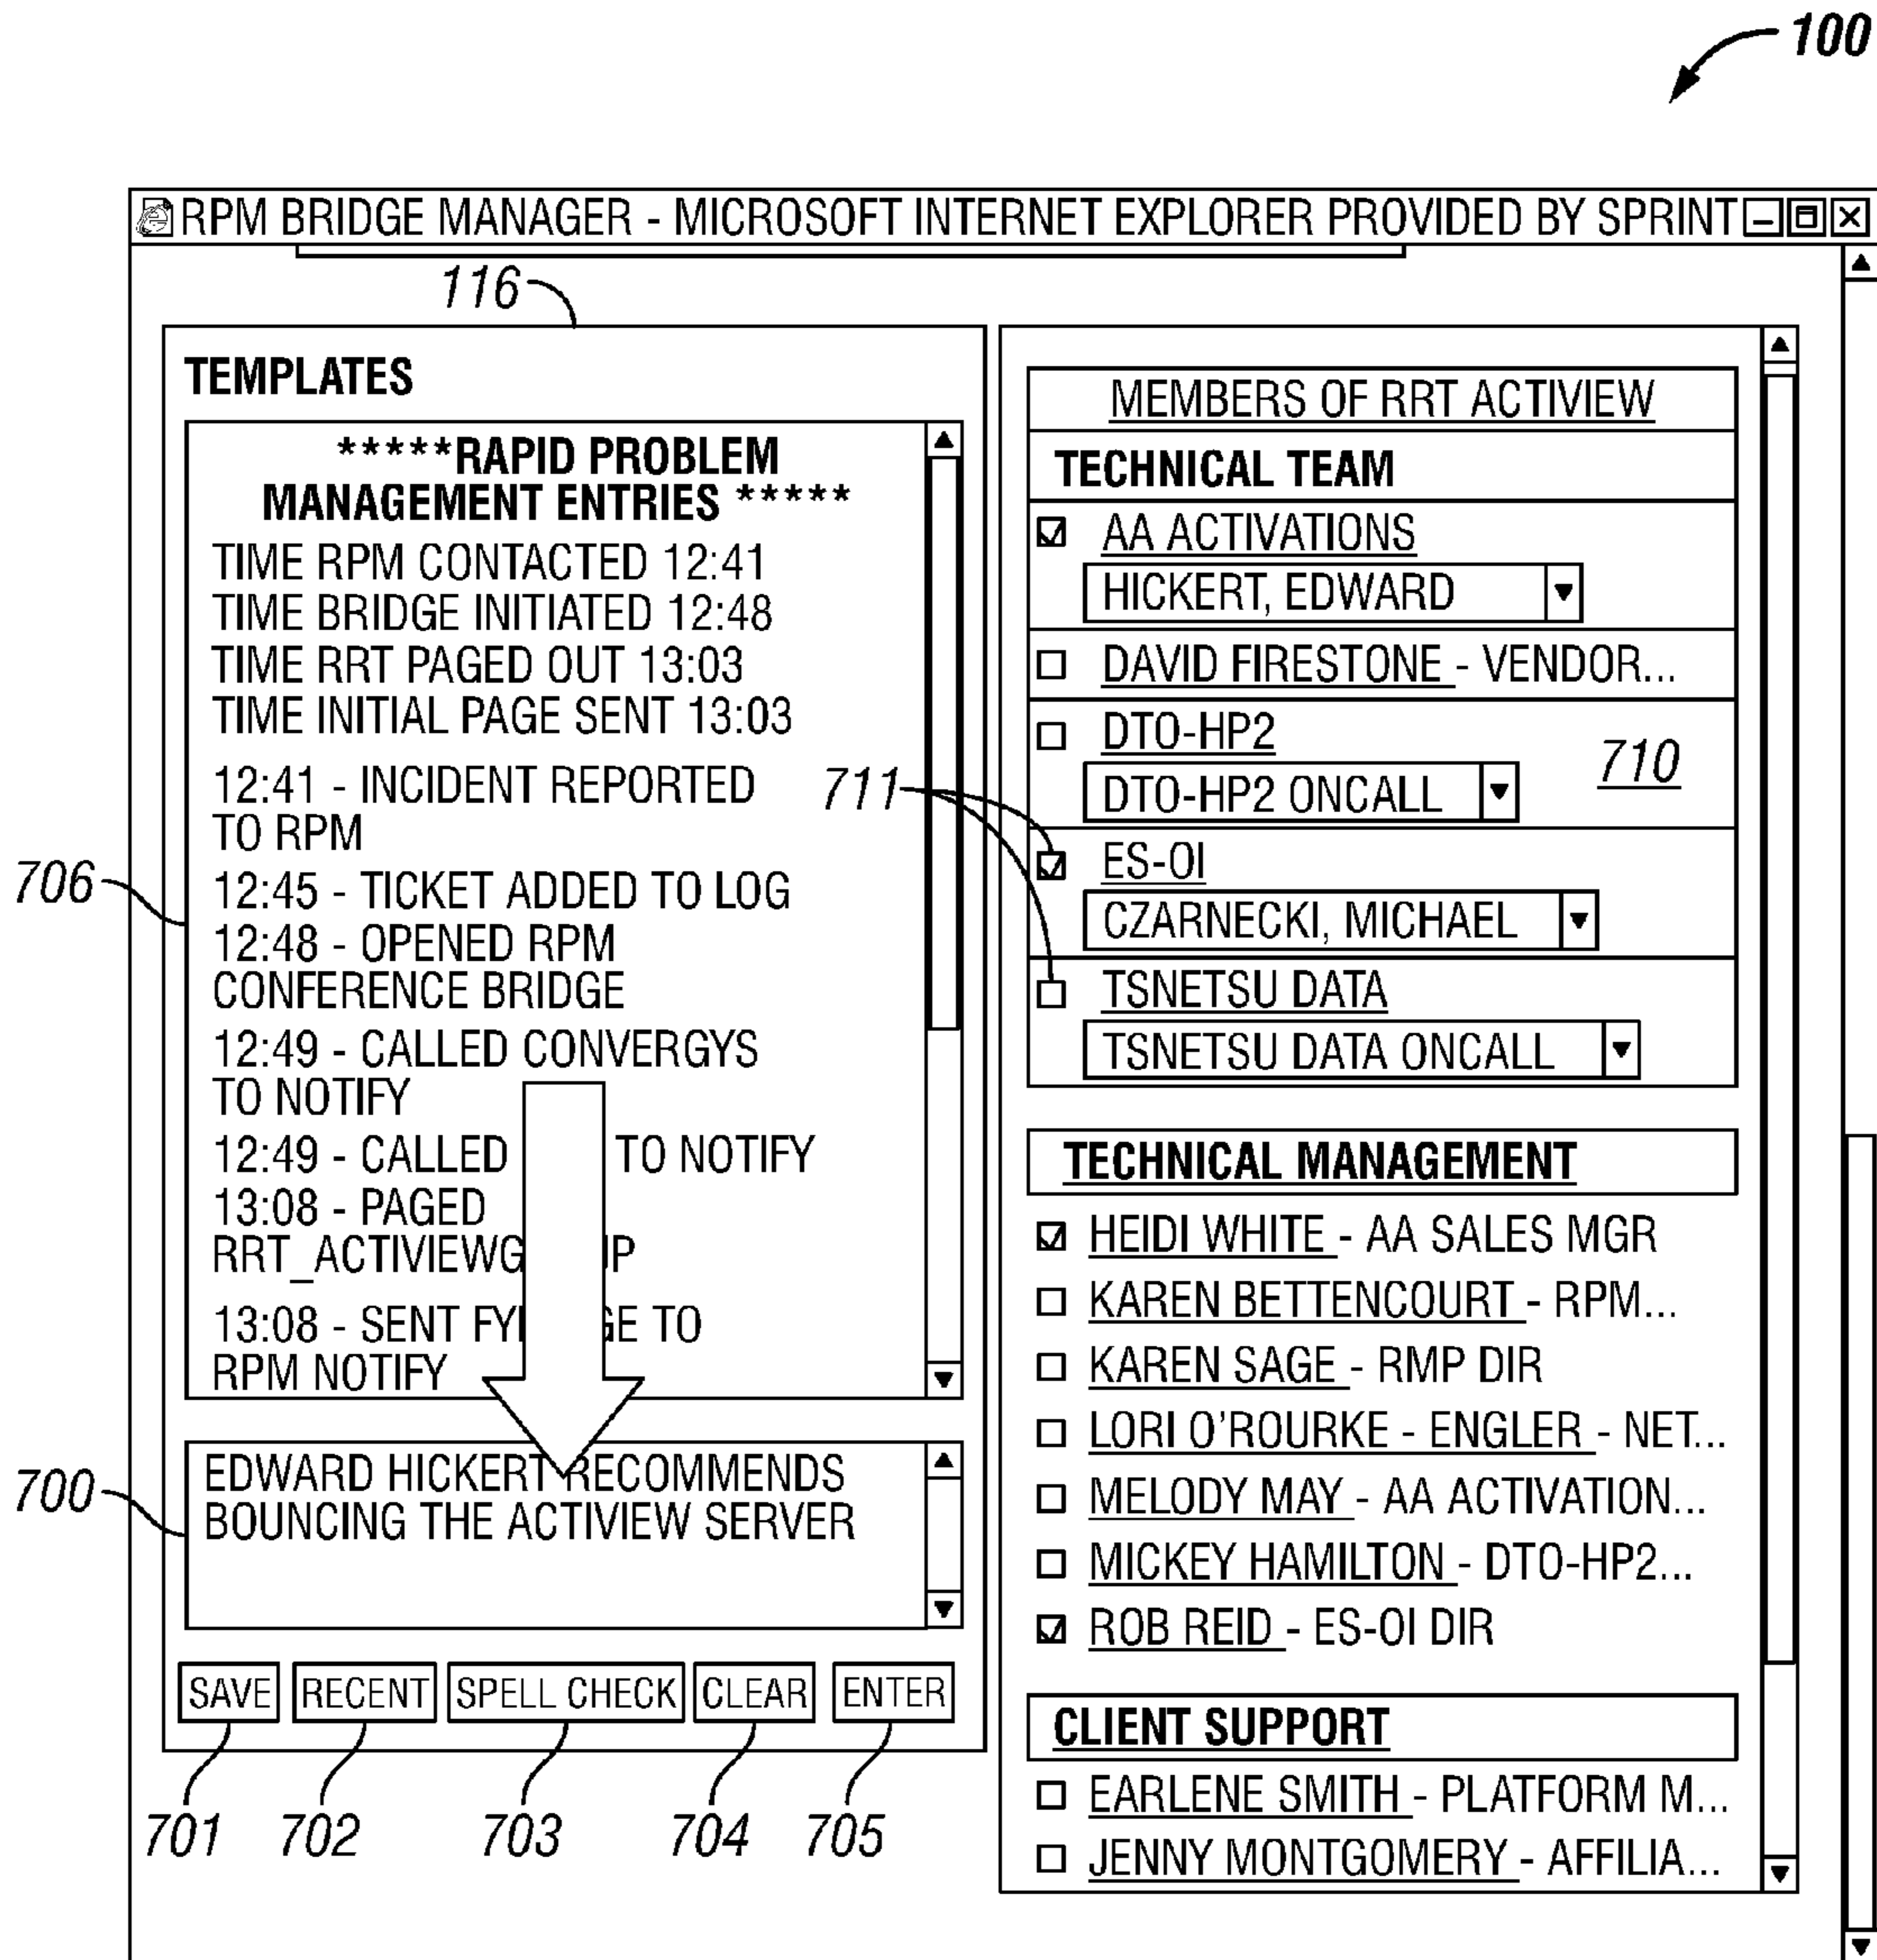 100
RPM BRIDGE MANAGER - MICROSOFT INTERNET EXPLORER PROVIDED BY SPRINT
116
TEMPLATES
*****RAPID PROBLEM
MANAGEMENT ENTRIES *****
TIME RPM CONTACTED 12:41
TIME BRIDGE INITIATED 12:48
TIME RRT PAGED OUT 13:03
TIME INITIAL PAGE SENT 13:03
12:41 - INCIDENT REPORTED
TO RPM
706
12:45 - TICKET ADDED TO LOG
12:48 - OPENED RPM
CONFERENCE BRIDGE
12:49 - CALLED CONVERGYS
TO NOTIFY
12:49 - CALLED TO NOTIFY
13:08 - PAGED
13:08 - SENT TO
RPM NOTIFY
700
EDWARD HICKERT RECOMMENDS
BOUNCING THE ACTIVIEW SERVER
SAVE RECENT SPELL CHECK CLEAR ENTER
701 702 703 704 705
MEMBERS OF RRT ACTIVIEW
TECHNICAL TEAM
AA ACTIVATIONS
HICKERT, EDWARD
DAVID FIRESTONE - VENDOR...
DTO-HP2
710
DTO-HP2 ONCALL
711
ES-OI
CZARNECKI, MICHAEL
TSNETSU DATA
TSNETSU DATA ONCALL
TECHNICAL MANAGEMENT
HEIDI WHITE - AA SALES MGR
KAREN BETTENCOURT - RPM...
KAREN SAGE - RMP DIR
LORI O'ROURKE - ENGLER - NET...
MELODY MAY - AA ACTIVATION...
MICKEY HAMILTON - DTO-HP2...
ROB REID - ES-OI DIR
CLIENT SUPPORT
EARLENE SMITH - PLATFORM M...
JENNY MONTGOMERY - AFFILIA...